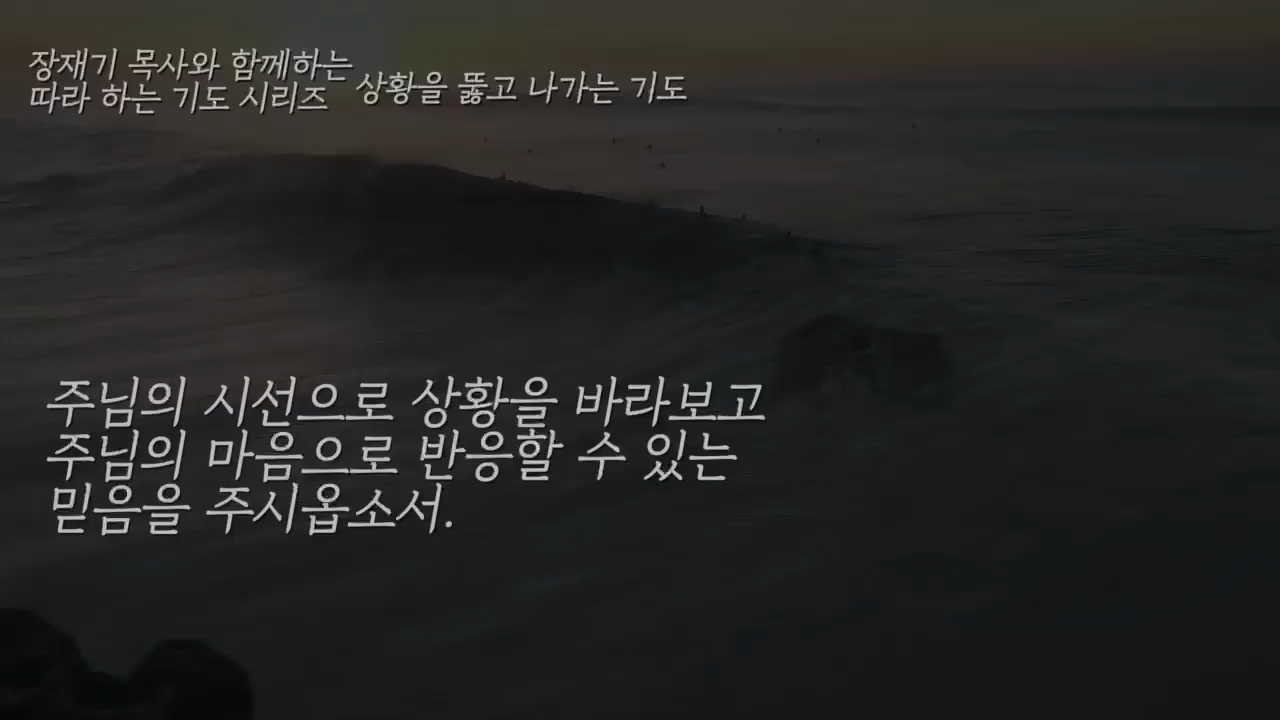 장재기 목사와 함께하는
따라 하는 기도 시리즈
상황을 뚫고 나가는 기도
주님의 시선으로 상황을 바라보고
주님의 마음으로 반응할 수 있는
믿음을 주시옵소서.